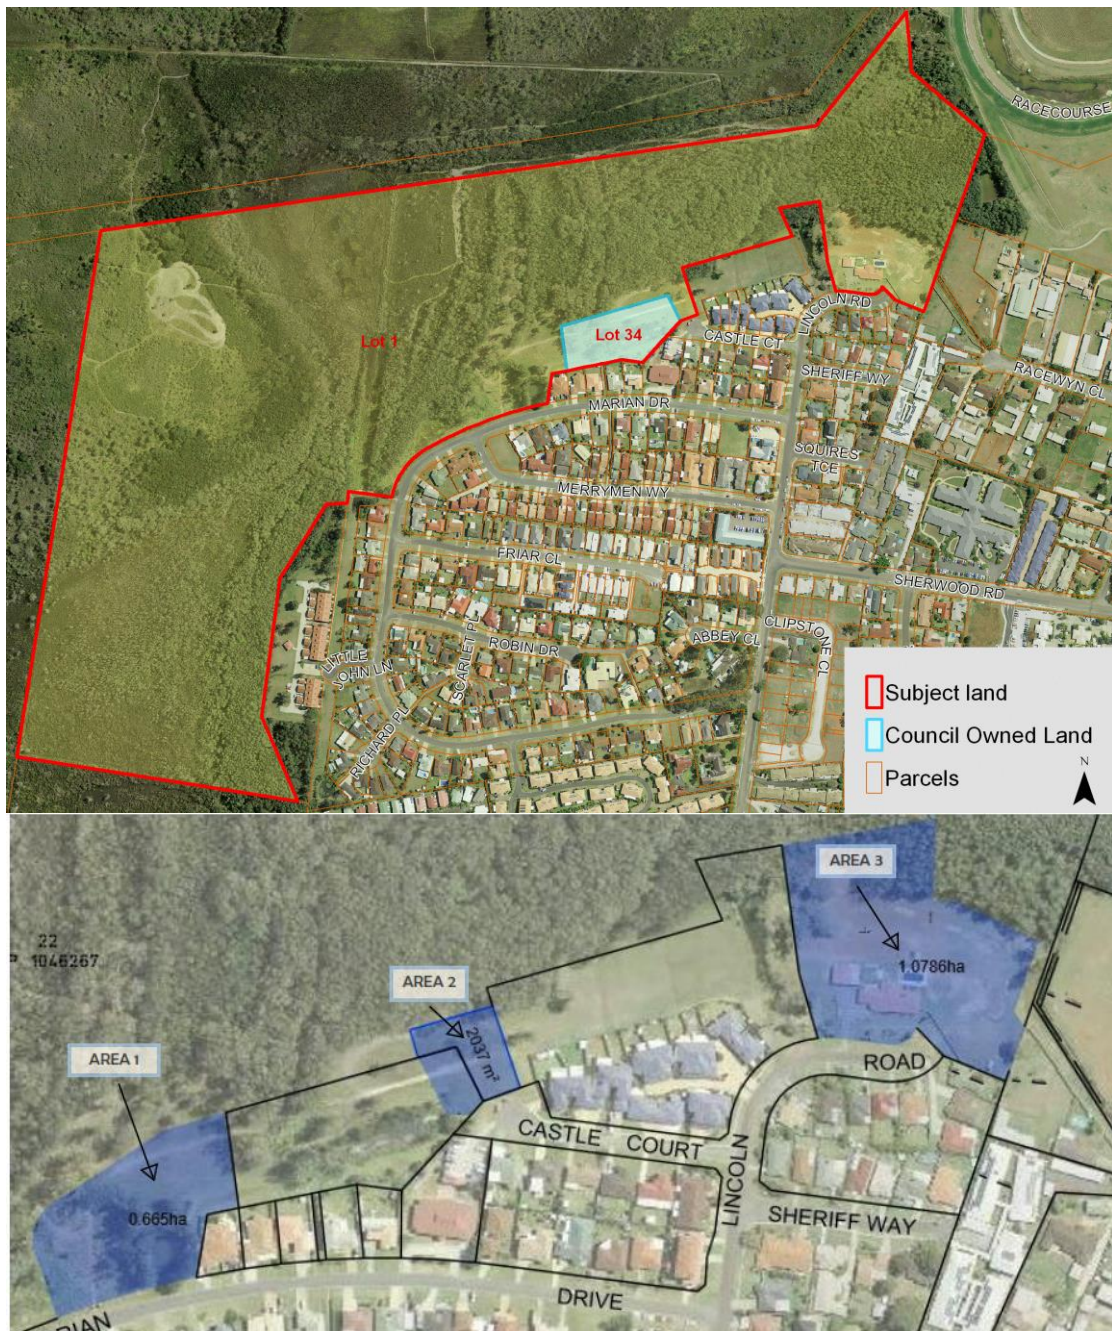 RACECOURSE
Lot 1
Lot 34
LINCOLN RD
CASTLE CT
SHERIFF WY
RACEWYN CL
MARIAN DR
SQUIRES
TCE
MERRYMEN WY
FRIAR CL
SHERWOOD RD
SCARLET PL
ROBIN DR
ABBEY CL
CLIPSTONE CL
LITTLE
JOHN LN
RICHARD PL
Subject land
Council Owned Land
Parcels
N
AREA 3
22
P 1046267
1.0786ha
AREA 2
2037 m²
AREA 1
ROAD
CASTLE COURT
LINCOLN
0.665ha
SHERIFF WAY
DRIVE
RIAN